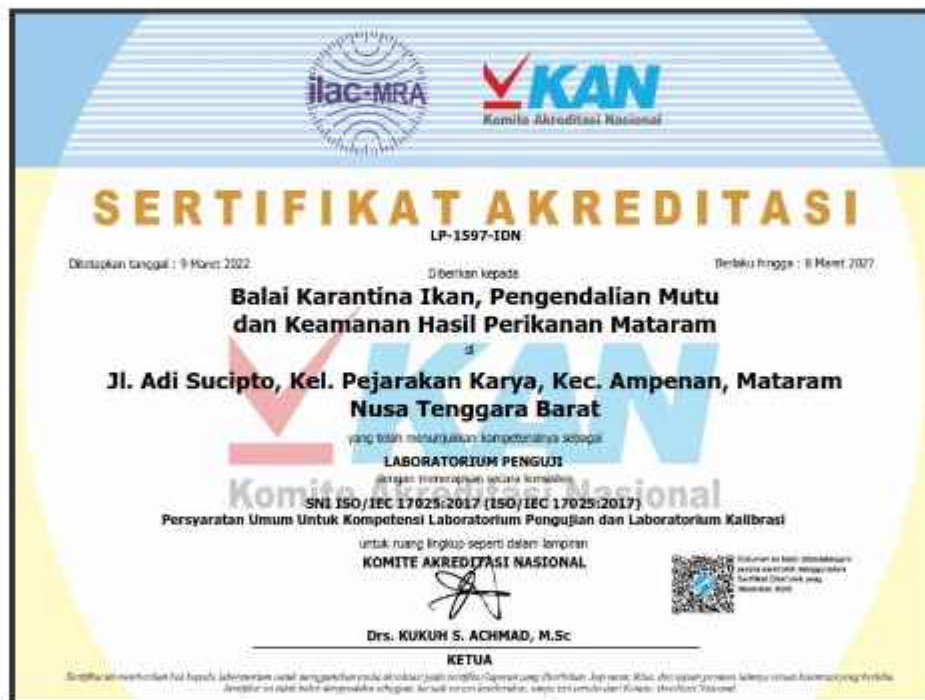 ilac-MRA
KAN
Komite Akreditasi Nasional
SERTIFIKAT AKREDITASI
LP-1597-IDN
Ditetapkan tanggal : 9 Maret 2022
Berlaku hingga : 8 Maret 2027
Diberikan kepada
Balai Karantina Ikan, Pengendalian Mutu
dan Keamanan Hasil Perikanan Mataram
di
Jl. Adi Sucipto, Kel. Pejarakan Karya, Kec. Ampenan, Mataram
Nusa Tenggara Barat
yang telah menunjukkan kompetensinya sebagai
LABORATORIUM PENGUJI
dengan menerapkan secara konsisten
SNI ISO/IEC 17025:2017 (ISO/IEC 17025:2017)
Persyaratan Umum Untuk Kompetensi Laboratorium Pengujian dan Laboratorium Kalibrasi
untuk ruang lingkup seperti dalam lampiran
KOMITE AKREDITASI NASIONAL
Drs. KUKUH S. ACHMAD, M.Sc
KETUA
KAN
Komite Akreditasi Nasional